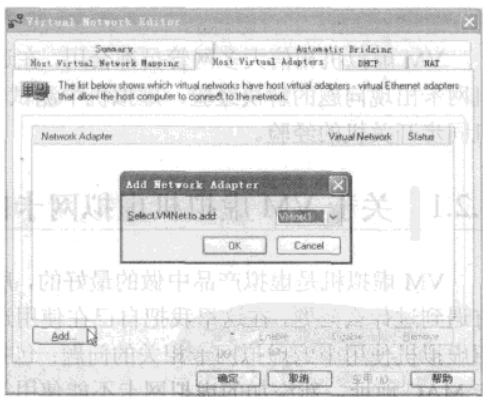 Virtual Network Editor
Summary
Automatic Bridging
Host Virtual Network Mapping
Host Virtual Adapters
DHCP
NAT
The list below shows which virtual networks have host virtual adapters - virtual Ethernet adapters
that allow the host computer to connect to the network.
Network Adapter
Virtual Network
Status
Add Network Adapter
Select VMNet to add:
VMnet1
OK
Cancel
Add...
Enable
Disable
Remove
确定
取消
应用(A)
帮助